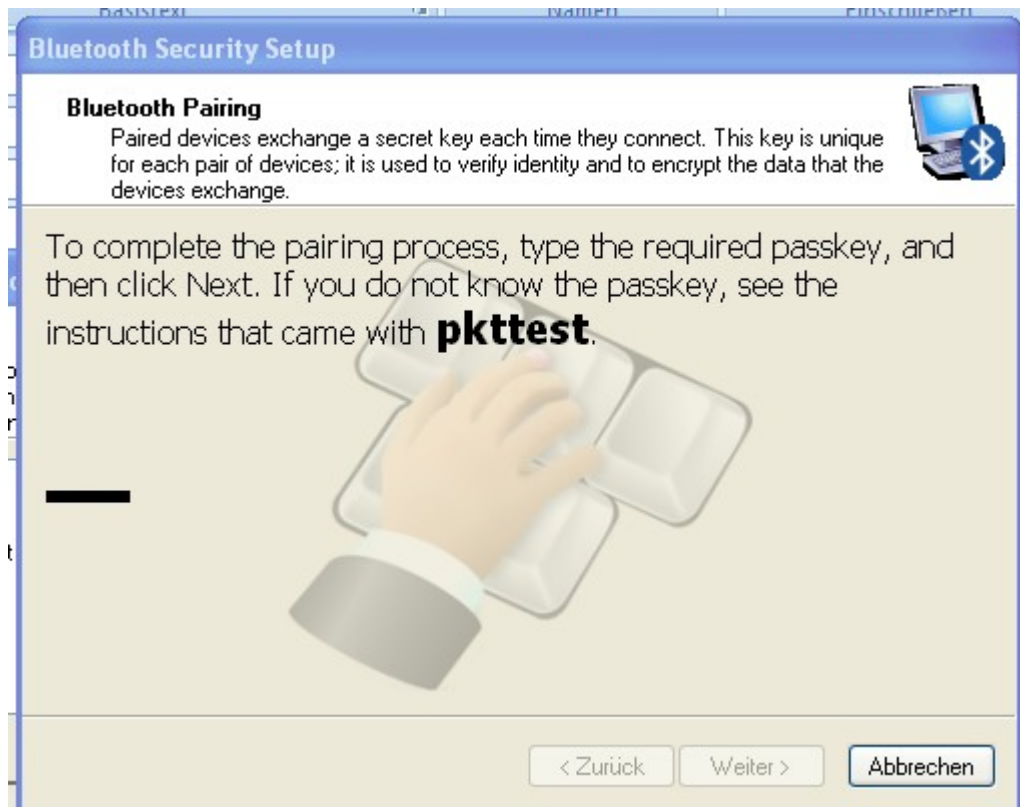 Basistext Namen Einschließen
Bluetooth Security Setup
Bluetooth Pairing
Paired devices exchange a secret key each time they connect. This key is unique
for each pair of devices; it is used to verify identity and to encrypt the data that the
devices exchange.
To complete the pairing process, type the required passkey, and
then click Next. If you do not know the passkey, see the
instructions that came with pkttest.
< Zurück Weiter > Abbrechen